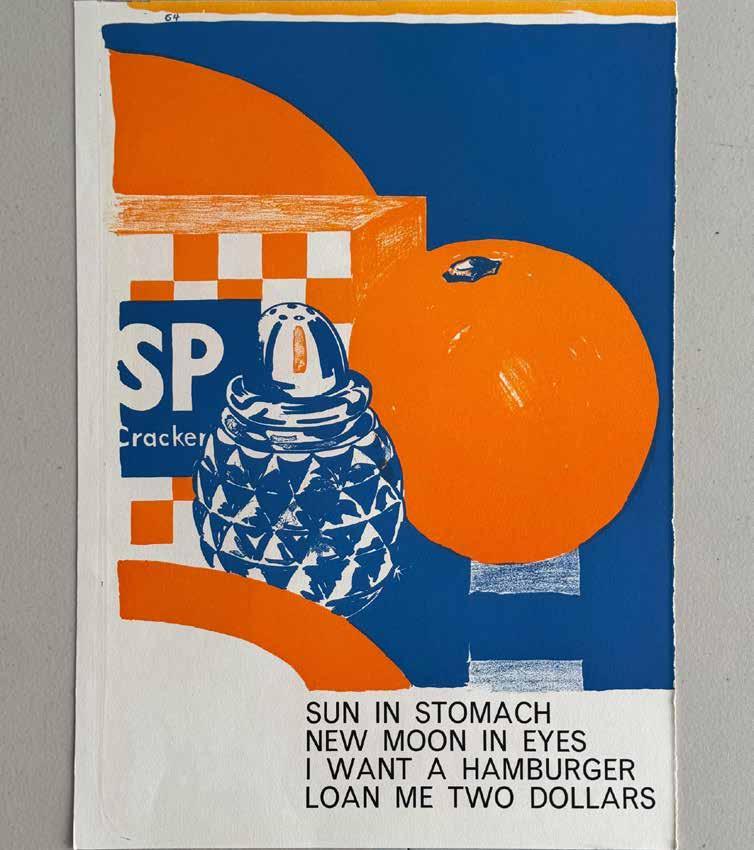 64
SP
Cracker
SUN IN STOMACH
NEW MOON IN EYES
I WANT A HAMBURGER
LOAN ME TWO DOLLARS